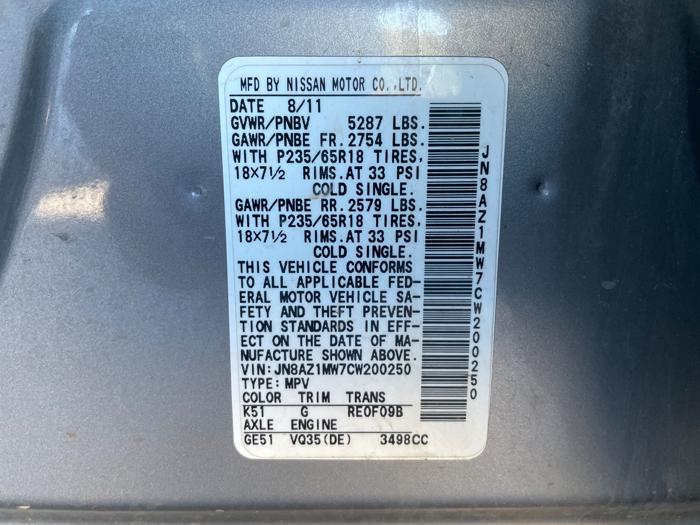 MFD BY NISSAN MOTOR CO.,LTD.
DATE 8/11
GVWR/PNBV 5287 LBS.
GAWR/PNBE FR. 2754 LBS.
WITH P235/65R18 TIRES,
18×7½ RIMS.AT 33 PSI
COLD SINGLE.
GAWR/PNBE RR. 2579 LBS.
WITH P235/65R18 TIRES,
18×7½ RIMS.AT 33 PSI
COLD SINGLE.
THIS VEHICLE CONFORMS
TO ALL APPLICABLE FED-
ERAL MOTOR VEHICLE SA-
FETY AND THEFT PREVEN-
TION STANDARDS IN EFF-
ECT ON THE DATE OF MA-
NUFACTURE SHOWN ABOVE.
VIN:JN8AZ1MW7CW200250
TYPE:MPV
COLOR TRIM TRANS
K51 G RE0F09B
AXLE ENGINE
GE51 VQ35(DE) 3498CC
JN8AZ1MW7CW200250